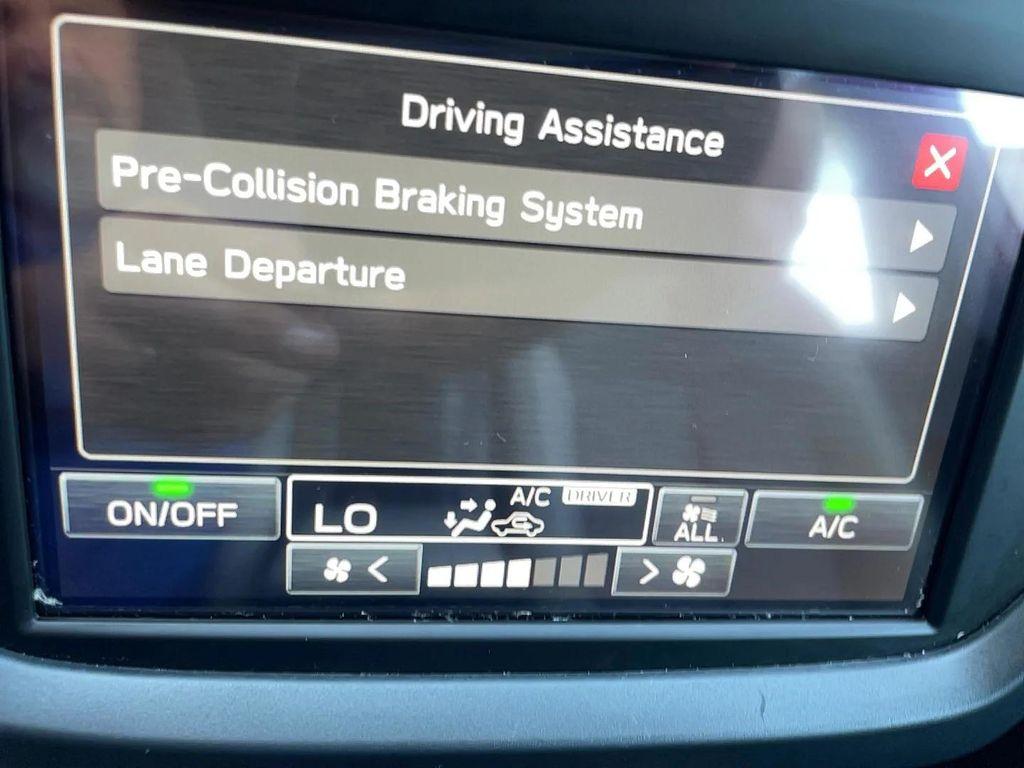 Driving Assistance
Pre-Collision Braking System
Lane Departure
ON/OFF
LO
A/C
DRIVER
ALL
A/C
<
>